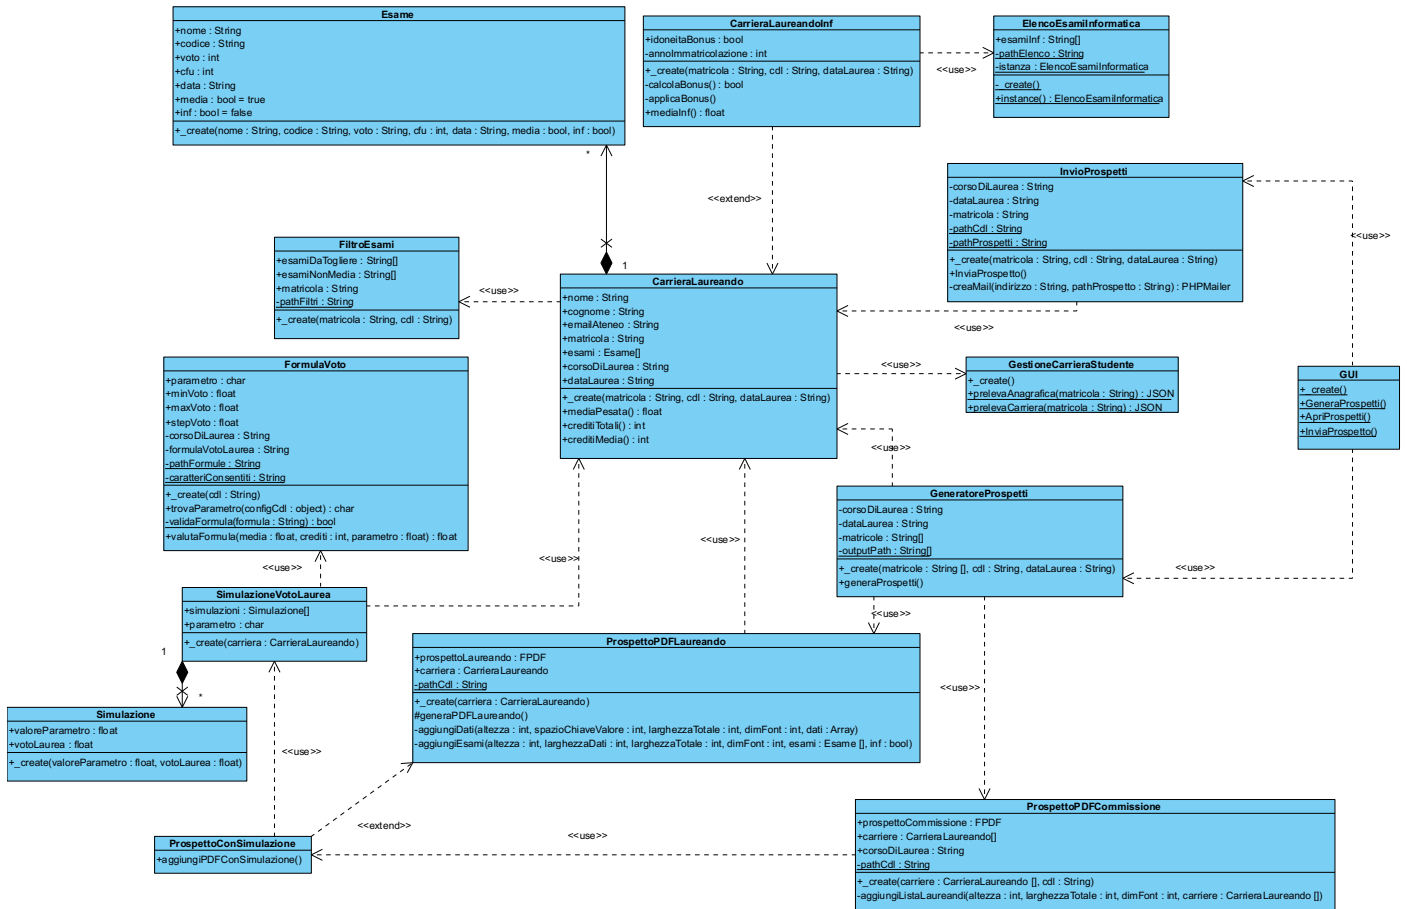 Esame
+nome : String
+codice : String
+voto : int
+cfu : int
+data : String
+media : bool = true
+inf : bool = false
+_create(nome : String, codice : String, voto : String, cfu : int, data : String, media : bool, inf : bool)
CarrieraLaureandoInf
+idoneitaBonus : bool
-annoImmatricolazione : int
+_create(matricola : String, cdl : String, dataLaurea : String)
-calcolaBonus() : bool
-applicaBonus()
+mediaInf() : float
<<use>>
ElencoEsamiInformatica
+esamiInf : String[]
-pathElenco : String
-istanza : ElencoEsamiInformatica
-_create()
+instance() : ElencoEsamiInformatica
*
1
<<extend>>
InvioProspetti
-corsoDiLaurea : String
-dataLaurea : String
-matricola : String
-pathCdl : String
-pathProspetti : String
+_create(matricola : String, cdl : String, dataLaurea : String)
+InviaProspetto()
-creaMail(indirizzo : String, pathProspetto : String) : PHPMailer
<<use>>
FiltroEsami
+esamiDaTogliere : String[]
+esamiNonMedia : String[]
+matricola : String
-pathFiltri : String
+_create(matricola : String, cdl : String)
<<use>>
CarrieraLaureando
+nome : String
+cognome : String
+emailAteneo : String
+matricola : String
+esami : Esame[]
+corsoDiLaurea : String
+dataLaurea : String
+_create(matricola : String, cdl : String, dataLaurea : String)
+mediaPesata() : float
+creditiTotali() : int
+creditiMedia() : int
<<use>>
<<use>>
GestioneCarrieraStudente
+_create()
+prelevaAnagrafica(matricola : String) : JSON
+prelevaCarriera(matricola : String) : JSON
GUI
+_create()
+GeneraProspetti()
+ApriProspetti()
+InviaProspetto()
FormulaVoto
+parametro : char
+minVoto : float
+maxVoto : float
+stepVoto : float
-corsoDiLaurea : String
-formulaVotoLaurea : String
-pathFormule : String
-caratteriConsentiti : String
+_create(cdl : String)
+trovaParametro(configCdl : object) : char
-validaFormula(formula : String) : bool
+valutaFormula(media : float, crediti : int, parametro : float) : float
<<use>>
<<use>>
<<use>>
<<use>>
GeneratoreProspetti
-corsoDiLaurea : String
-dataLaurea : String
-matricole : String[]
-outputPath : String[]
+_create(matricole : String [], cdl : String, dataLaurea : String)
+generaProspetti()
<<use>>
<<use>>
<<use>>
SimulazioneVotoLaurea
+simulazioni : Simulazione[]
+parametro : char
+_create(carriera : CarrieraLaureando)
1
*
Simulazione
+valoreParametro : float
+votoLaurea : float
+_create(valoreParametro : float, votoLaurea : float)
<<use>>
ProspettoPDFLaureando
+prospettoLaureando : FPDF
+carriera : CarrieraLaureando
-pathCdl : String
+_create(carriera : CarrieraLaureando)
#generaPDFLaureando()
-aggiungiDati(altezza : int, spazioChiaveValore : int, larghezzaTotale : int, dimFont : int, dati : Array)
-aggiungiEsami(altezza : int, larghezzaDati : int, larghezzaTotale : int, dimFont : int, esami : Esame [], inf : bool)
<<extend>>
<<use>>
ProspettoConSimulazione
+aggiungiPDFConSimulazione()
ProspettoPDFCommissione
+prospettoCommissione : FPDF
+carriere : CarrieraLaureando[]
+corsoDiLaurea : String
-pathCdl : String
+_create(carriere : CarrieraLaureando [], cdl : String)
-aggiungiListaLaureandi(altezza : int, larghezzaTotale : int, dimFont : int, carriere : CarrieraLaureando [])